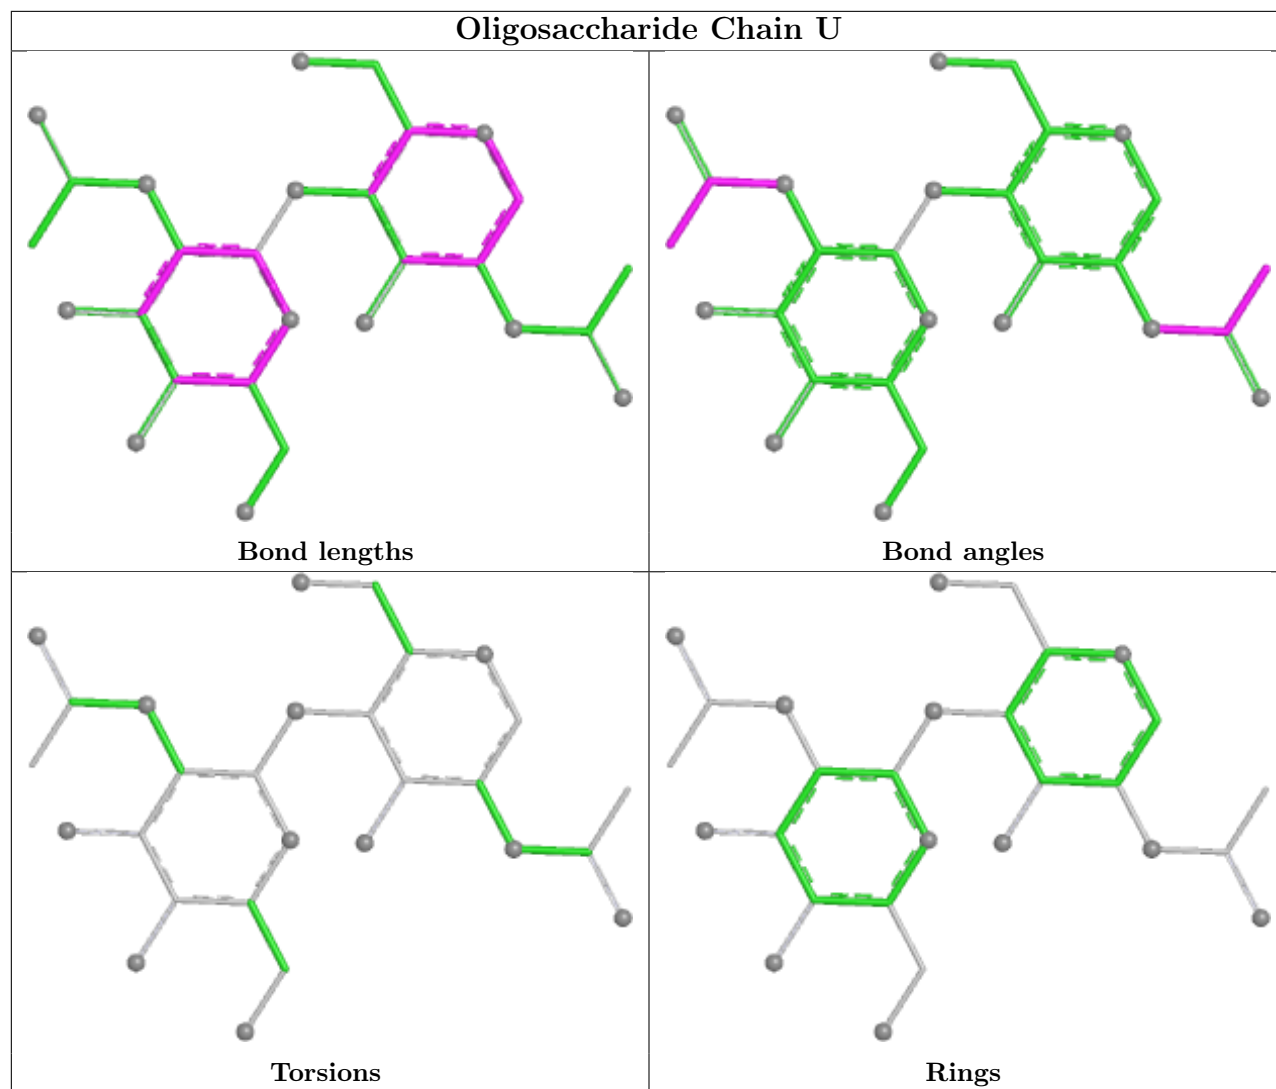 Oligosaccharide Chain U
Bond lengths
Bond angles
Torsions
Rings